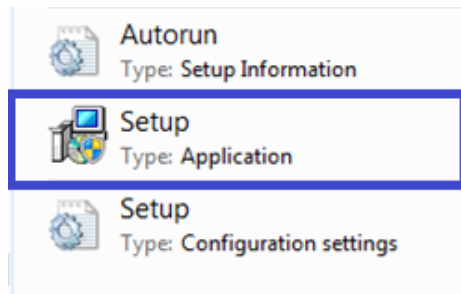 Autorun
Type: Setup Information
Setup
Type: Application
Setup
Type: Configuration settings